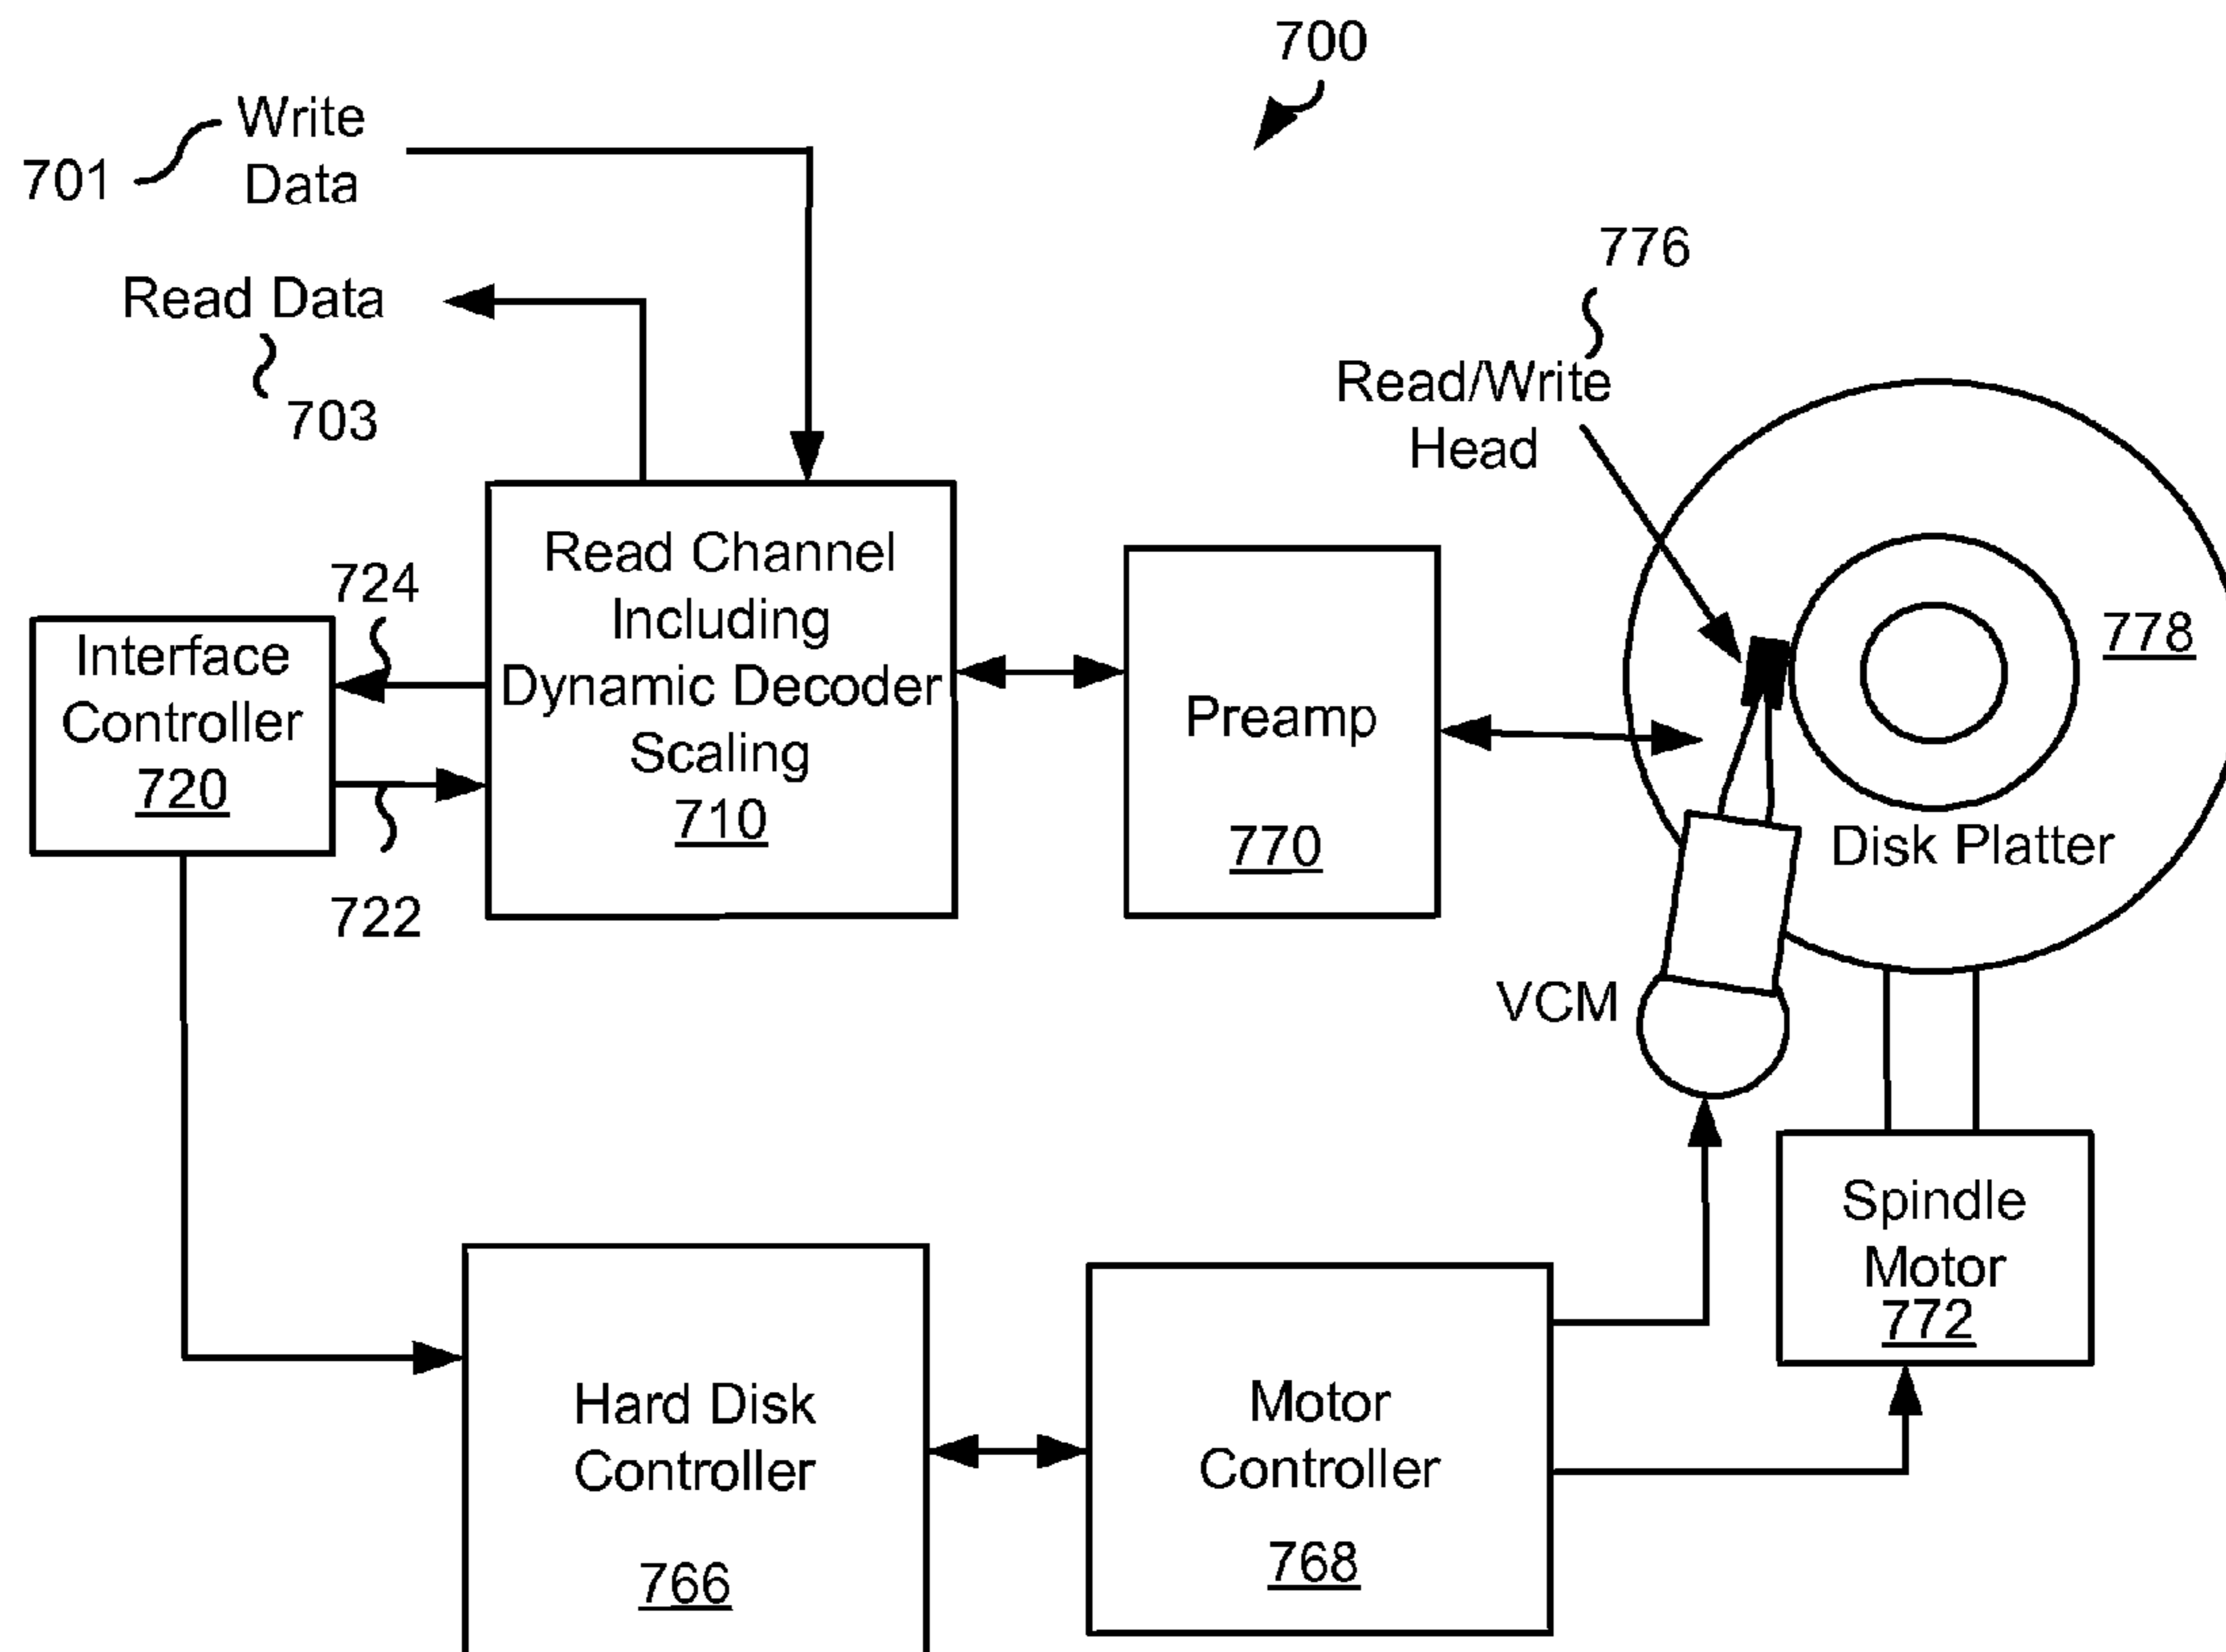 700
Write
Data
701
776
Read Data
703
Read/Write
Head
Read Channel
Including
Dynamic Decoder
Scaling
710
724
Interface
Controller
720
722
Preamp
770
778
Disk Platter
VCM
Spindle
Motor
772
Hard Disk
Controller
766
Motor
Controller
768